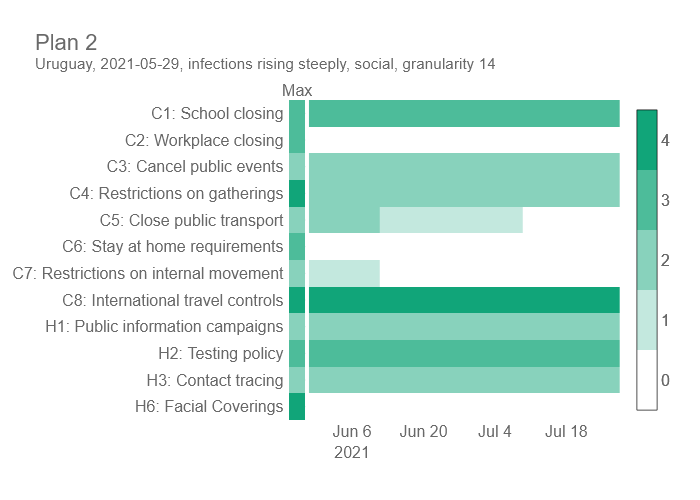 Plan 2
Uruguay, 2021-05-29, infections rising steeply, social, granularity 14
Max
C1: School closing
C2: Workplace closing
C3: Cancel public events
C4: Restrictions on gatherings
C5: Close public transport
C6: Stay at home requirements
C7: Restrictions on internal movement
C8: International travel controls
H1: Public information campaigns
H2: Testing policy
H3: Contact tracing
H6: Facial Coverings
Jun 6 Jun 20 Jul 4 Jul 18
2021
4
3
2
1
0